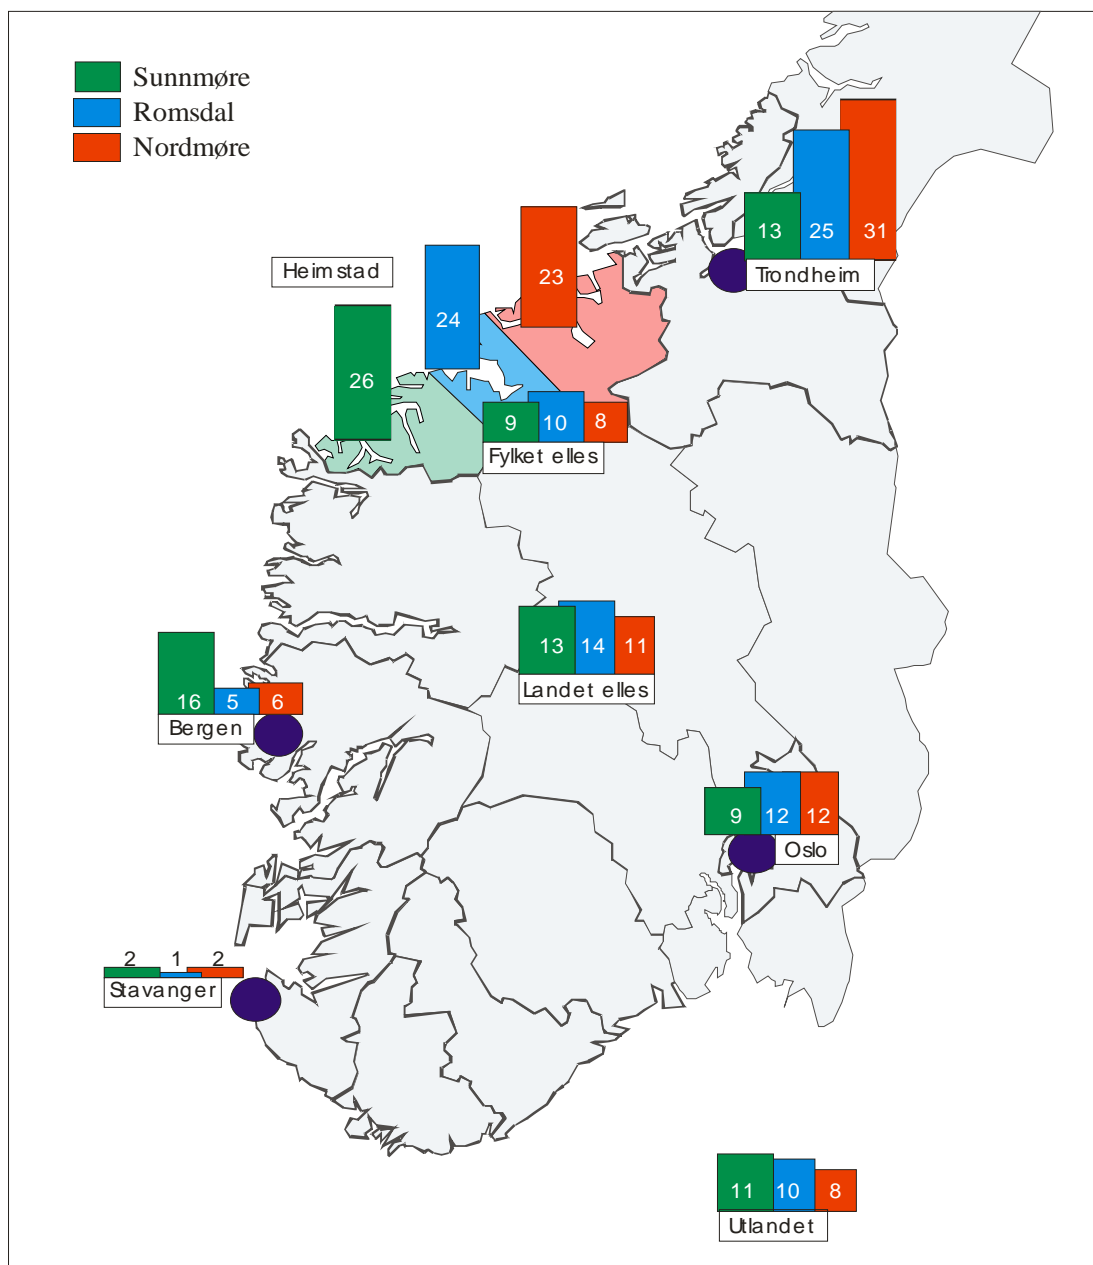 Sunnmøre
Romsdal
Nordmøre
13 25 31
Trondheim
Heimstad
26
24
23
9 10 8
Fylket elles
13 14 11
Landet elles
16 5 6
Bergen
9 12 12
Oslo
2 1 2
Stavanger
11 10 8
Utlandet